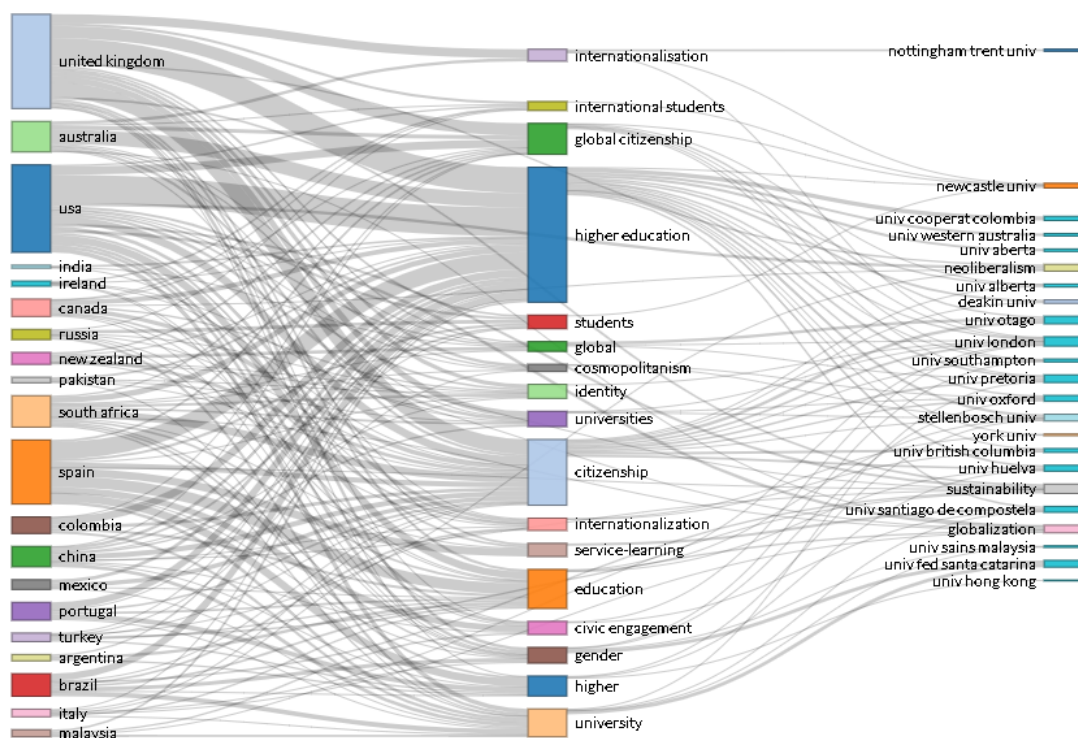 united kingdom
australia
usa
india
ireland
canada
russia
new zealand
pakistan
south africa
spain
colombia
china
mexico
portugal
turkey
argentina
brazil
italy
malaysia
internationalisation
international students
global citizenship
higher education
students
global
cosmopolitanism
identity
universities
citizenship
internationalization
service-learning
education
civic engagement
gender
higher
university
nottingham trent univ
newcastle univ
univ cooperat colombia
univ western australia
univ aberta
neoliberalism
univ alberta
deakin univ
univ otago
univ london
univ southampton
univ pretoria
univ oxford
stellenbosch univ
york univ
univ british columbia
univ huelva
sustainability
univ santiago de compostela
globalization
univ sains malaysia
univ fed santa catarina
univ hong kong